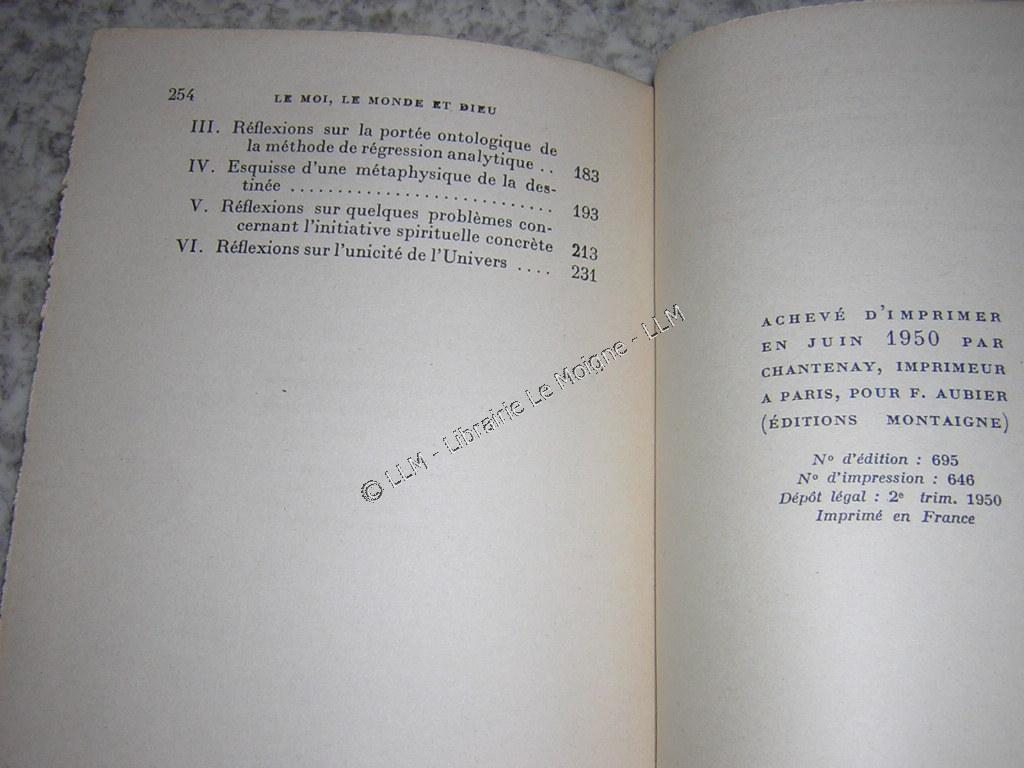 254 LE MOI, LE MONDE ET DIEU
III. Réflexions sur la portée ontologique de
la méthode de régression analytique .. 183
IV. Esquisse d'une métaphysique de la des-
tinée ............................ 193
V. Réflexions sur quelques problèmes con-
cernant l'initiative spirituelle concrète 213
VI. Réflexions sur l'unicité de l'Univers .... 231
ACHEVÉ D'IMPRIMER
EN JUIN 1950 PAR
CHANTENAY, IMPRIMEUR
A PARIS, POUR F. AUBIER
(ÉDITIONS MONTAIGNE)
Nº d'édition : 695
Nº d'impression : 646
Dépôt légal : 2e trim. 1950
Imprimé en France
© LLM - Librairie Le Moigne - LLM